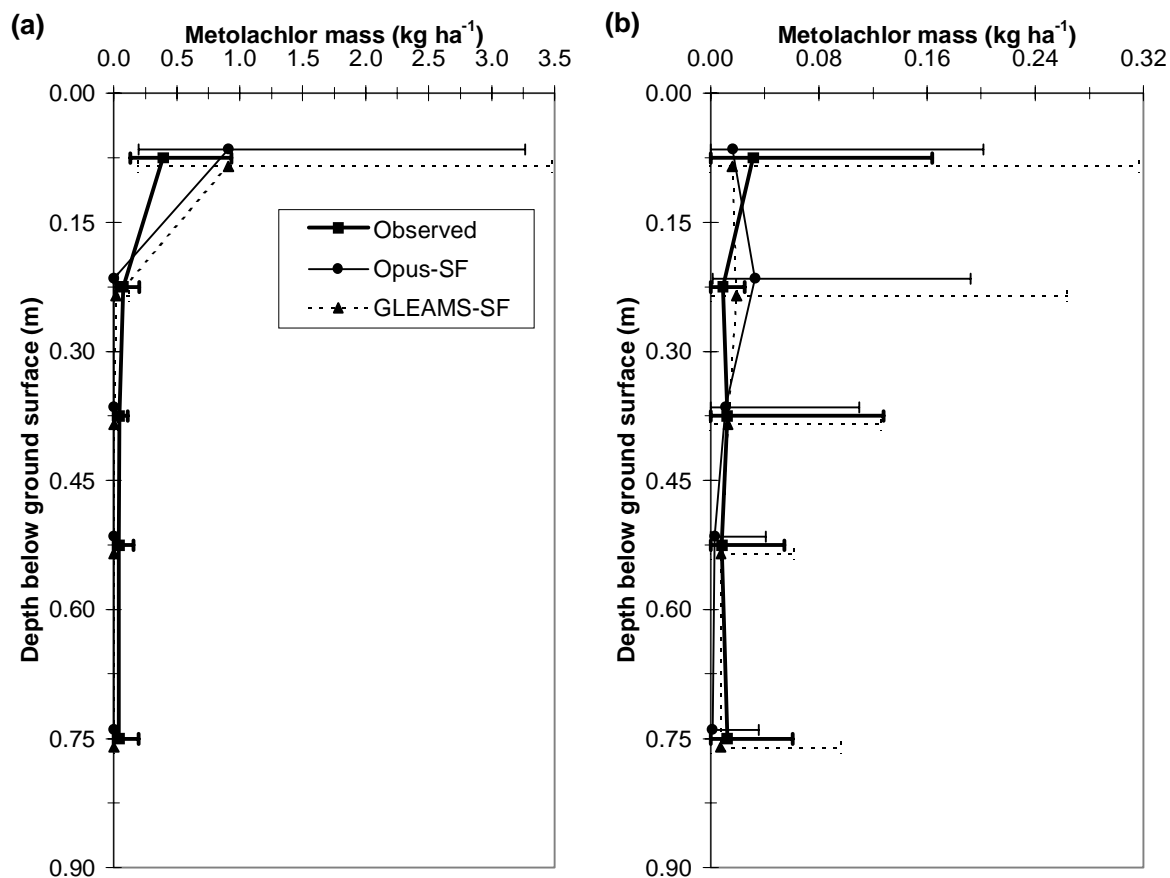 (a)
Metolachlor mass (kg ha⁻¹)
0.0 0.5 1.0 1.5 2.0 2.5 3.0 3.5
0.00
0.15
0.30
0.45
0.60
0.75
0.90
Depth below ground surface (m)
Observed
Opus-SF
GLEAMS-SF
(b)
Metolachlor mass (kg ha⁻¹)
0.00 0.08 0.16 0.24 0.32
0.00
0.15
0.30
0.45
0.60
0.75
0.90
Depth below ground surface (m)